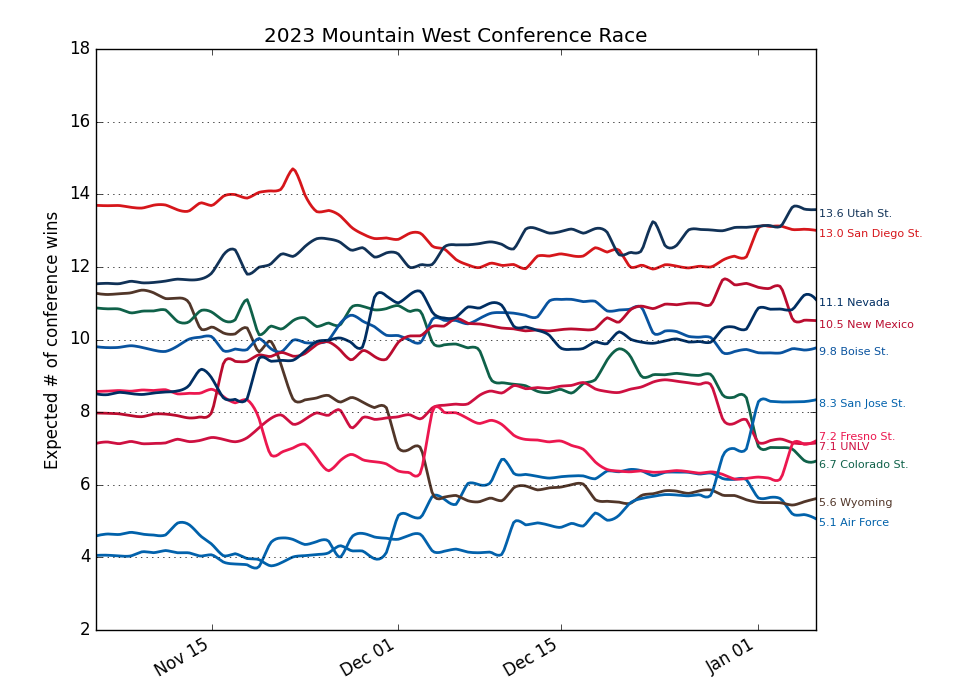 2023 Mountain West Conference Race
Expected # of conference wins
18
16
14
12
10
8
6
4
2
Nov 15
Dec 01
Dec 15
Jan 01
13.6 Utah St.
13.0 San Diego St.
11.1 Nevada
10.5 New Mexico
9.8 Boise St.
8.3 San Jose St.
7.2 Fresno St.
7.1 UNLV
6.7 Colorado St.
5.6 Wyoming
5.1 Air Force